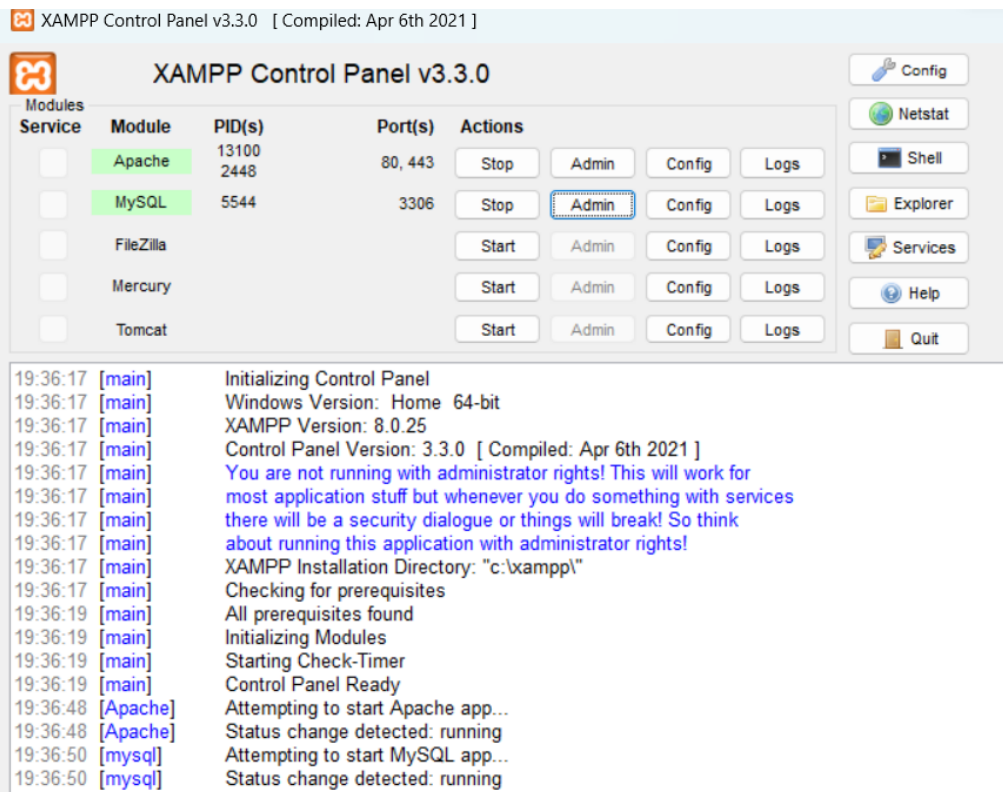 XAMPP Control Panel v3.3.0 [ Compiled: Apr 6th 2021 ]
XAMPP Control Panel v3.3.0
Config
Modules
Service Module PID(s) Port(s) Actions
Netstat
Apache 13100 2448 80, 443 Stop Admin Config Logs
Shell
MySQL 5544 3306 Stop Admin Config Logs
Explorer
FileZilla Start Admin Config Logs
Services
Mercury Start Admin Config Logs
Help
Tomcat Start Admin Config Logs
Quit
19:36:17 [main] Initializing Control Panel
19:36:17 [main] Windows Version: Home 64-bit
19:36:17 [main] XAMPP Version: 8.0.25
19:36:17 [main] Control Panel Version: 3.3.0 [ Compiled: Apr 6th 2021 ]
19:36:17 [main] You are not running with administrator rights! This will work for
19:36:17 [main] most application stuff but whenever you do something with services
19:36:17 [main] there will be a security dialogue or things will break! So think
19:36:17 [main] about running this application with administrator rights!
19:36:17 [main] XAMPP Installation Directory: "c:\xampp\"
19:36:17 [main] Checking for prerequisites
19:36:19 [main] All prerequisites found
19:36:19 [main] Initializing Modules
19:36:19 [main] Starting Check-Timer
19:36:19 [main] Control Panel Ready
19:36:48 [Apache] Attempting to start Apache app...
19:36:48 [Apache] Status change detected: running
19:36:50 [mysql] Attempting to start MySQL app...
19:36:50 [mysql] Status change detected: running